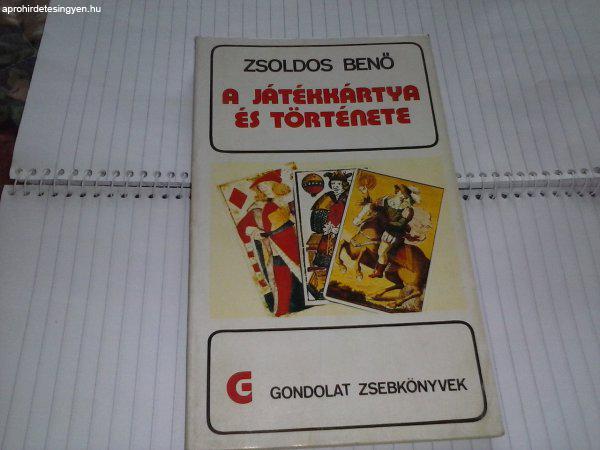 aprohirdetesingyen.hu
ZSOLDOS BENŐ
A JÁTÉKKÁRTYA
ÉS TÖRTÉNETE
G GONDOLAT ZSEBKÖNYVEK